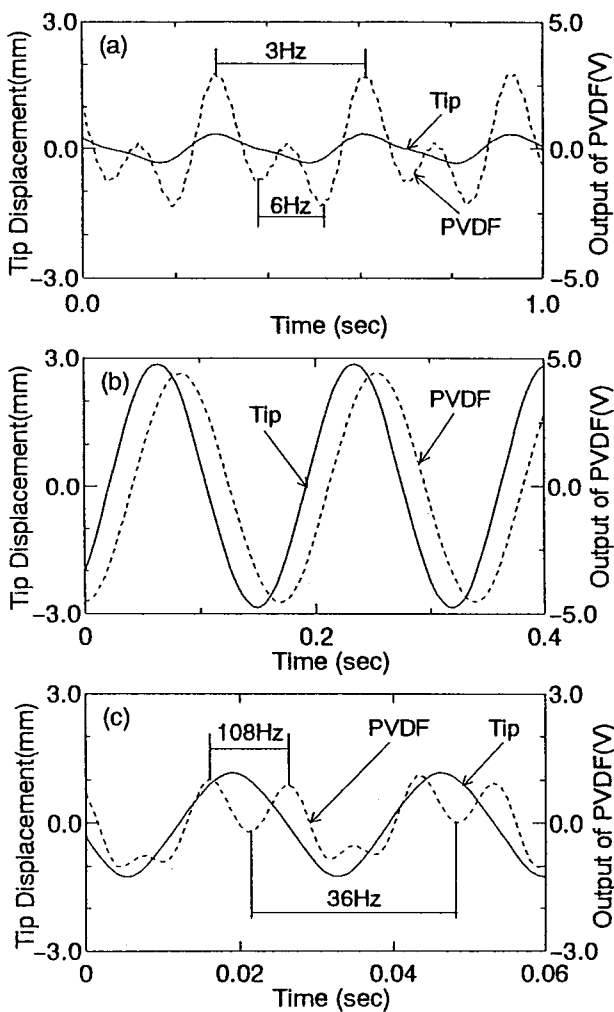 3.0
5.0
(a)
3Hz
Tip
0.0
0.0
6Hz
PVDF
Tip Displacement(mm)
Output of PVDF(V)
−3.0
−5.0
0.0
1.0
Time (sec)
3.0
5.0
(b)
PVDF
Tip
0.0
0.0
Tip Displacement(mm)
Output of PVDF(V)
−3.0
−5.0
0
0.2
0.4
Time (sec)
3.0
3.0
(c)
108Hz
PVDF
Tip
0.0
0.0
36Hz
Tip Displacement(mm)
Output of PVDF(V)
−3.0
−3.0
0
0.02
0.04
0.06
Time (sec)